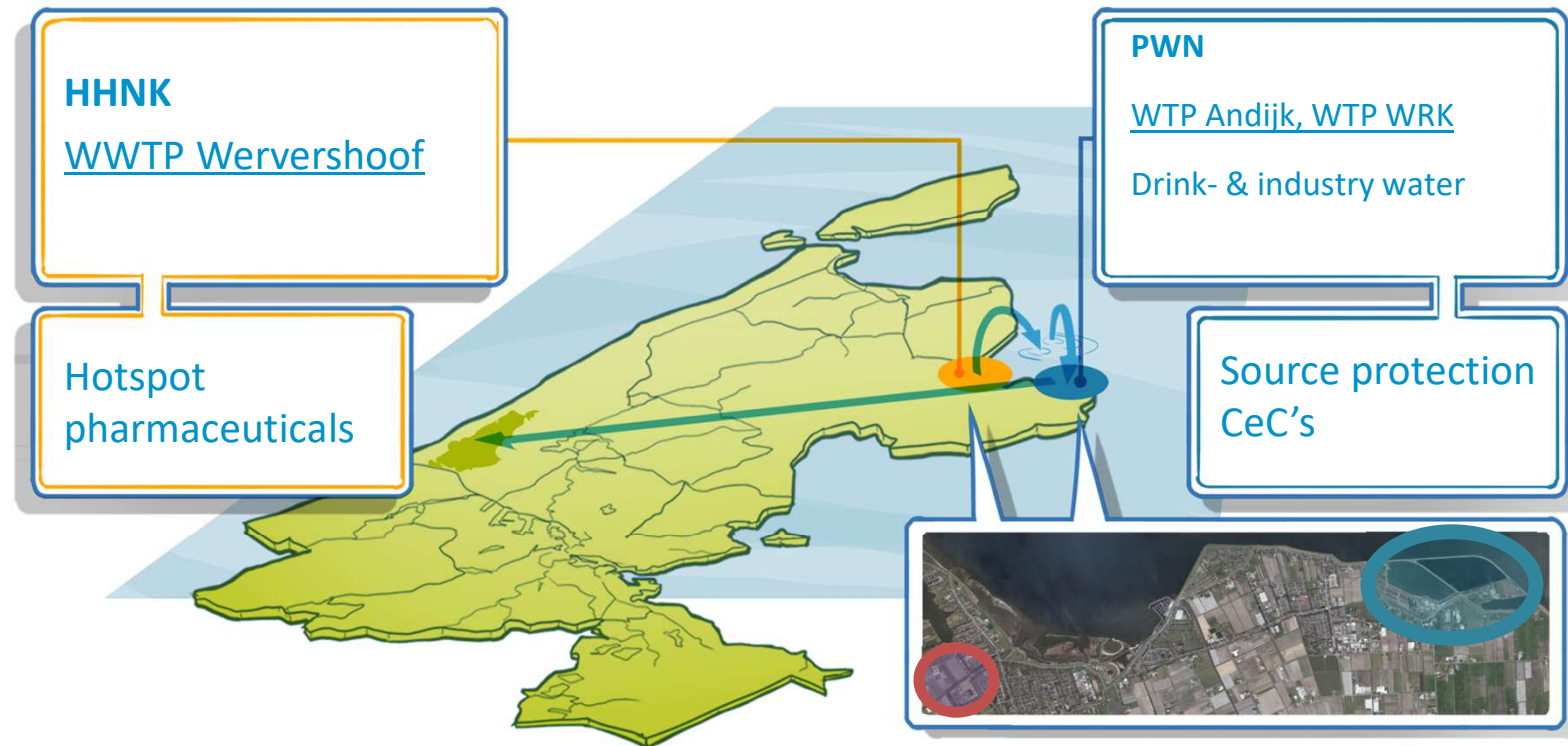 HHNK
WWTP Wervershoof
Hotspot
pharmaceuticals
PWN
WTP Andijk, WTP WRK
Drink- & industry water
Source protection
CeC’s